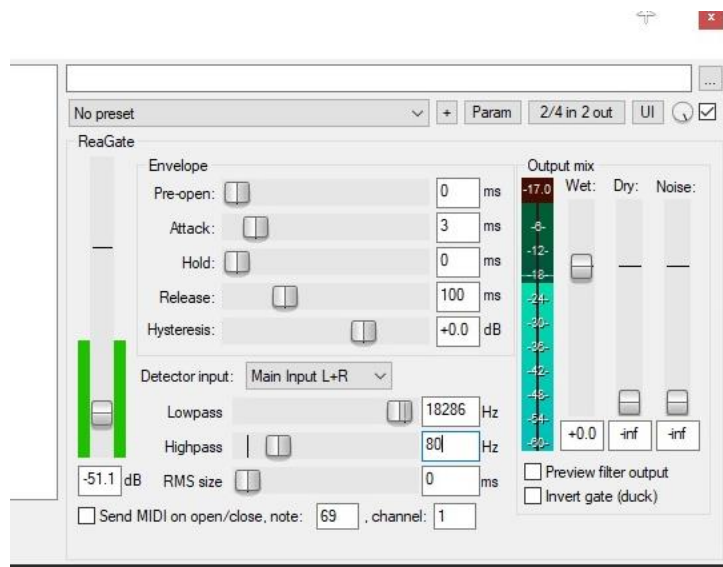 x
...
No preset + Param 2/4 in 2 out UI
ReaGate
Envelope
Pre-open: 0 ms
Attack: 3 ms
Hold: 0 ms
Release: 100 ms
Hysteresis: +0.0 dB
Detector input: Main Input L+R
Lowpass 18286 Hz
Highpass 80 Hz
-51.1 dB RMS size 0 ms
Send MIDI on open/close, note: 69 , channel: 1
Output mix
-17.0 Wet: Dry: Noise:
-6-
-12-
-18-
-24-
-30-
-36-
-42-
-48-
-54-
-60-
+0.0 -inf -inf
Preview filter output
Invert gate (duck)